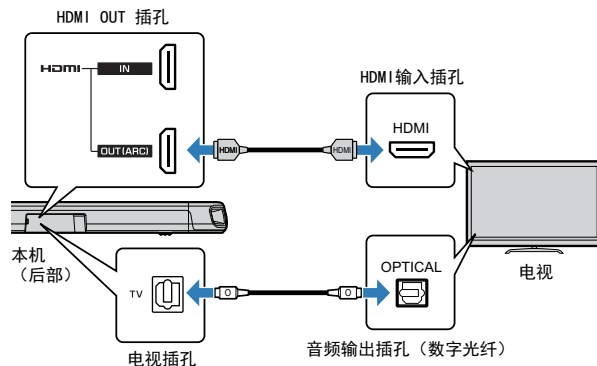 HDMI OUT 插孔
HDMI
IN
OUT(ARC)
HDMI
HDMI
HDMI输入插孔
HDMI
本机
（后部）
TV
电视插孔
OPTICAL
音频输出插孔（数字光纤）
电视